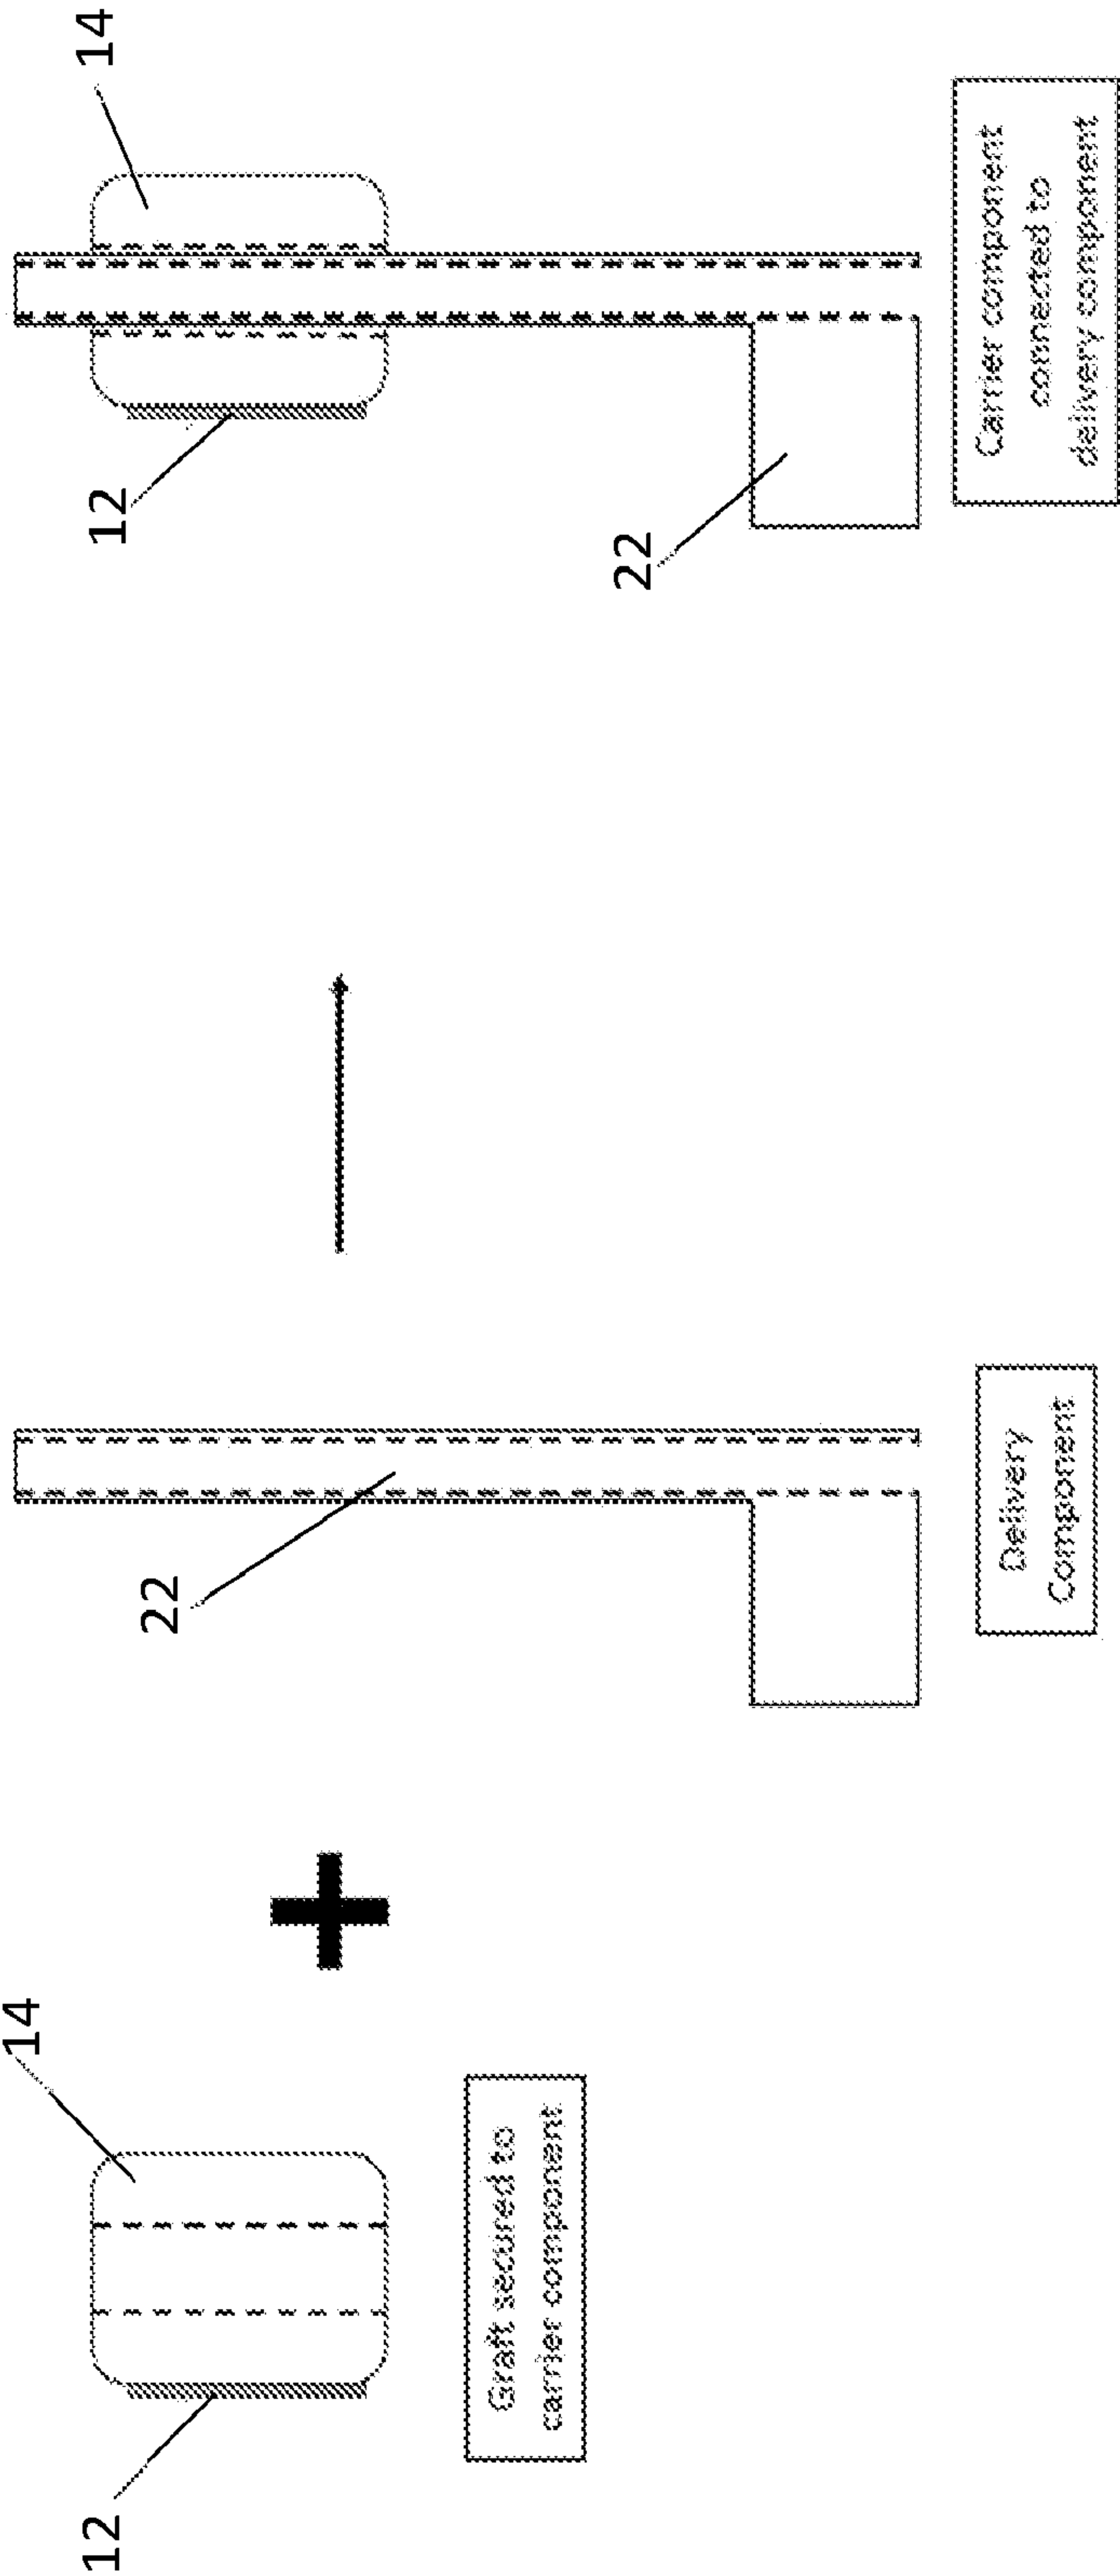 14
12
Graft secured to
carrier component
22
Delivery
Component
14
12
22
Carrier component
connected to
delivery component